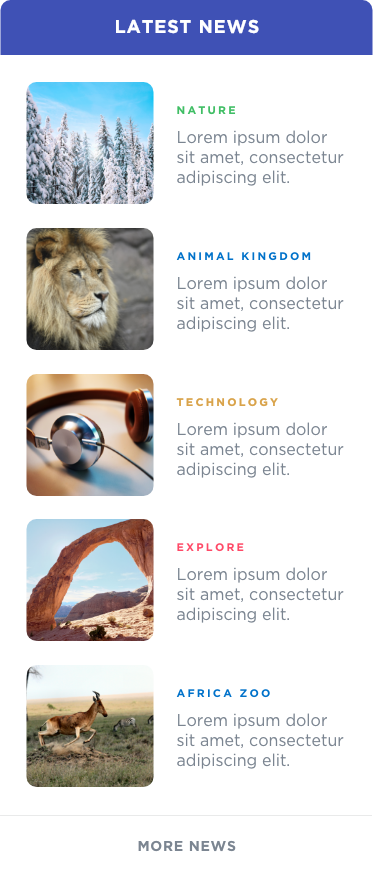 LATEST NEWS
NATURE
Lorem ipsum dolor
sit amet, consectetur
adipiscing elit.
ANIMAL KINGDOM
Lorem ipsum dolor
sit amet, consectetur
adipiscing elit.
TECHNOLOGY
Lorem ipsum dolor
sit amet, consectetur
adipiscing elit.
EXPLORE
Lorem ipsum dolor
sit amet, consectetur
adipiscing elit.
AFRICA ZOO
Lorem ipsum dolor
sit amet, consectetur
adipiscing elit.
MORE NEWS